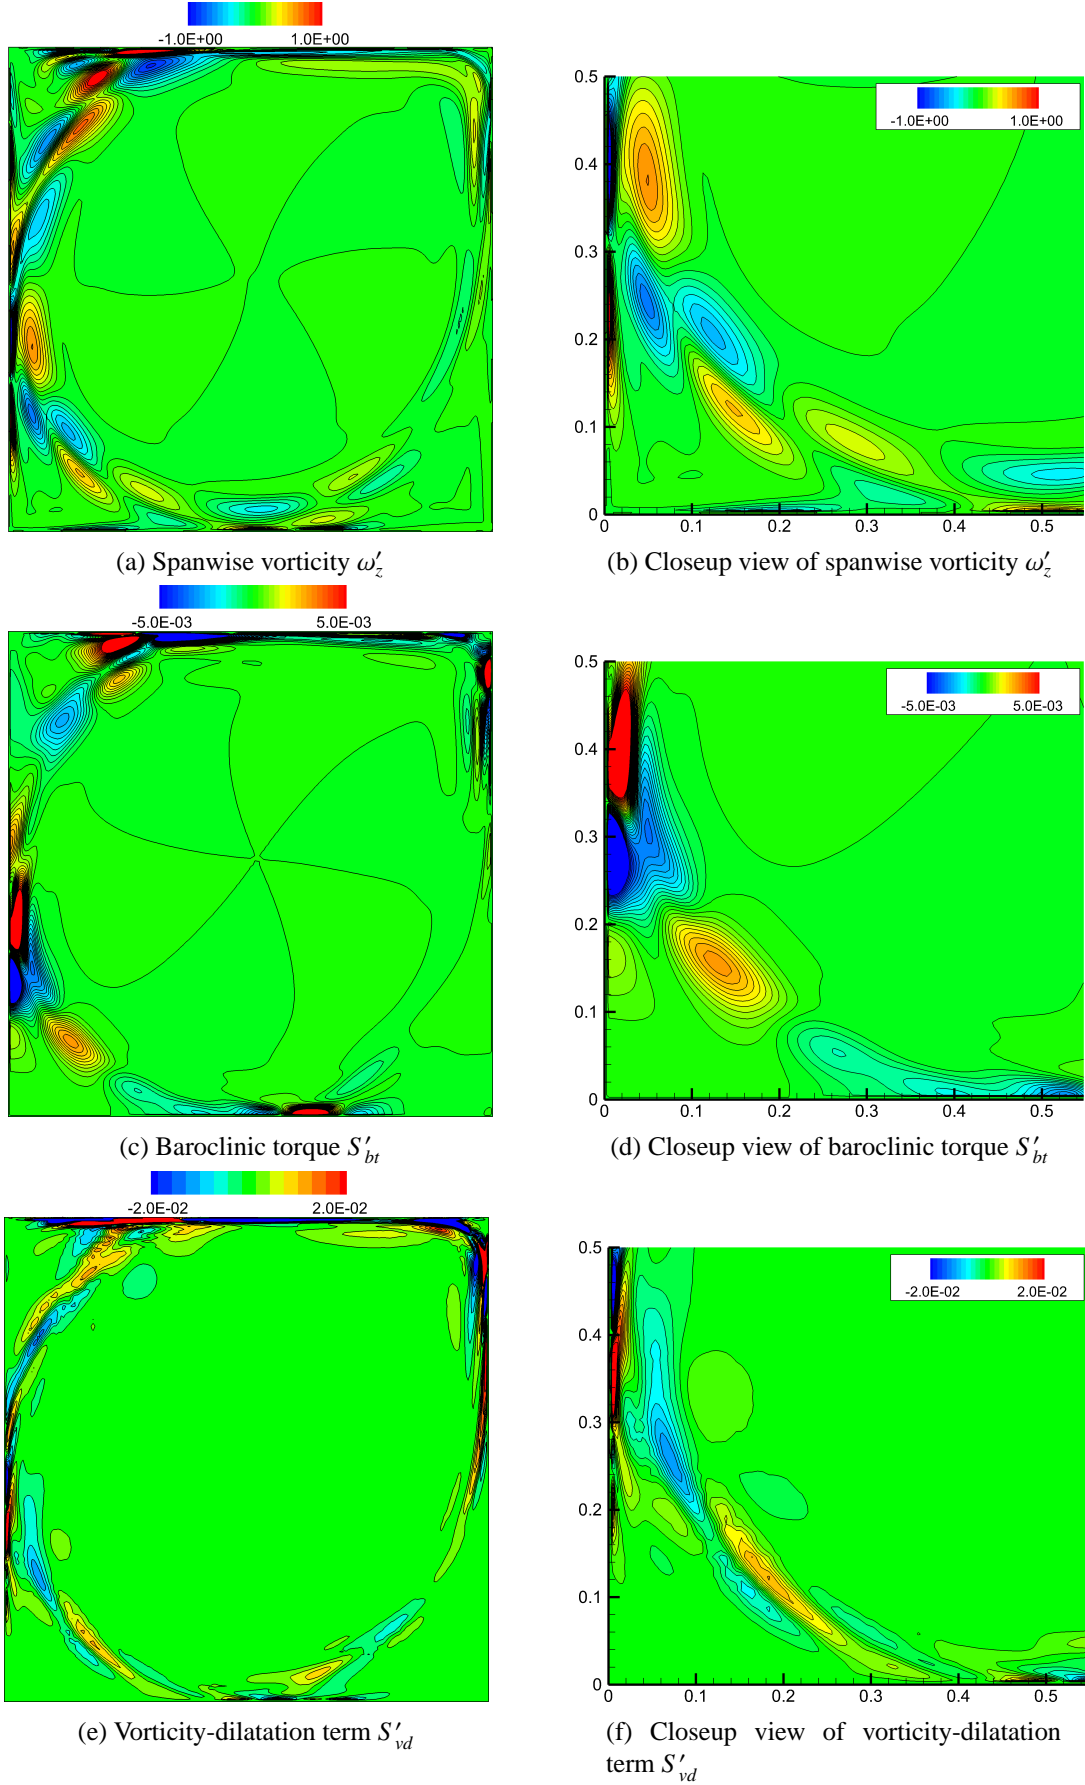 -1.0E+00 1.0E+00
0.5
-1.0E+00 1.0E+00
0.4
0.3
0.2
0.1
0
0 0.1 0.2 0.3 0.4 0.5
(a) Spanwise vorticity ω′z
(b) Closeup view of spanwise vorticity ω′z
-5.0E-03 5.0E-03
0.5
-5.0E-03 5.0E-03
0.4
0.3
0.2
0.1
0
0 0.1 0.2 0.3 0.4 0.5
(c) Baroclinic torque S′bt
(d) Closeup view of baroclinic torque S′bt
-2.0E-02 2.0E-02
0.5
-2.0E-02 2.0E-02
0.4
0.3
0.2
0.1
0
0 0.1 0.2 0.3 0.4 0.5
(e) Vorticity-dilatation term S′vd
(f) Closeup view of vorticity-dilatation
term S′vd